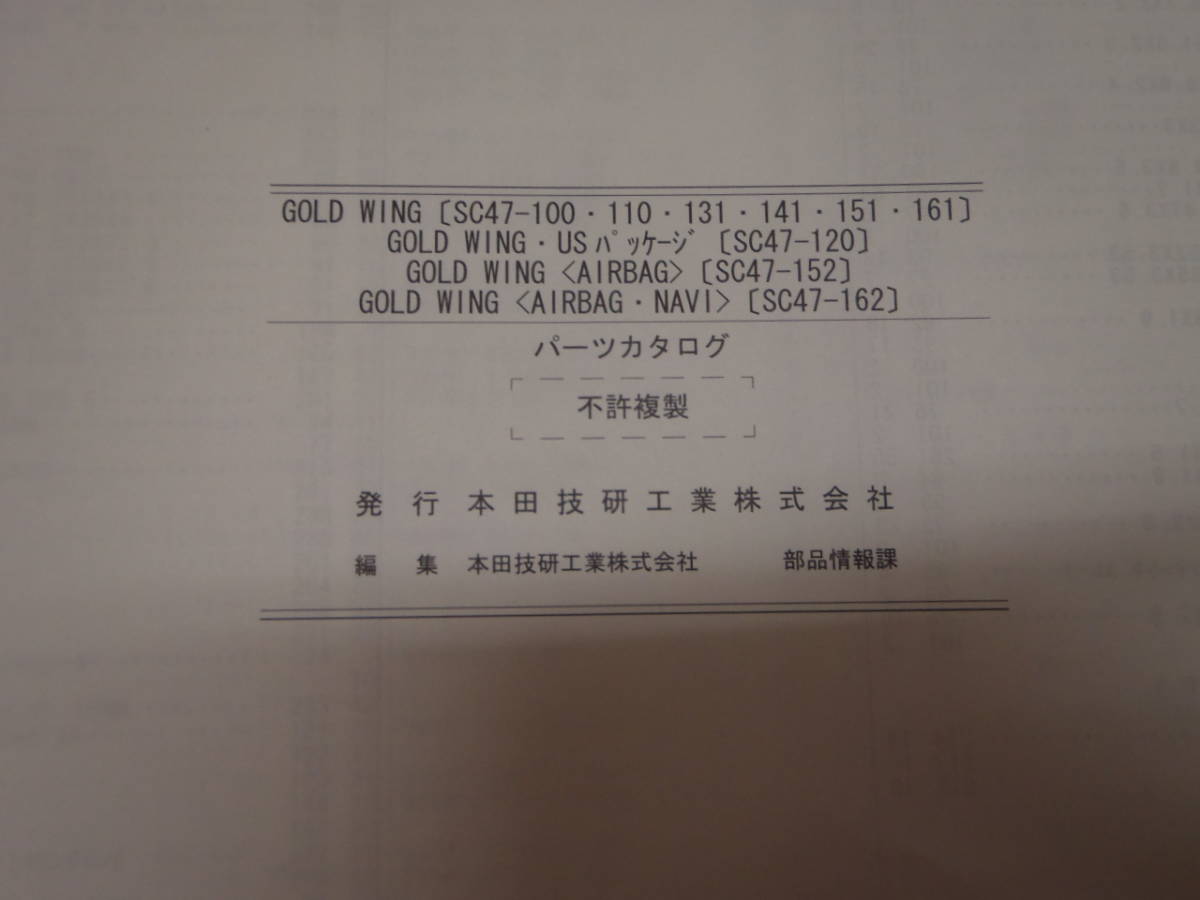 GOLD WING〔SC47-100・110・131・141・151・161〕
GOLD WING・USﾊﾟｯｹｰｼﾞ〔SC47-120〕
GOLD WING〈AIRBAG〉〔SC47-152〕
GOLD WING〈AIRBAG・NAVI〉〔SC47-162〕
パーツカタログ
不許複製
発 行 本田技研工業株式会社
編 集 本田技研工業株式会社 部品情報課